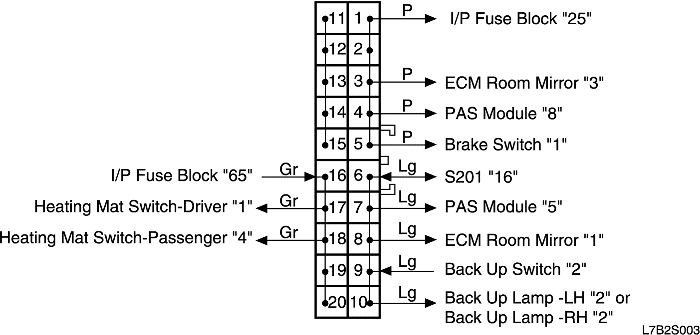 11 1 P I/P Fuse Block "25"
12 2
13 3 P ECM Room Mirror "3"
14 4 P PAS Module "8"
15 5 P Brake Switch "1"
I/P Fuse Block "65" Gr 16 6 Lg S201 "16"
Heating Mat Switch-Driver "1" Gr 17 7 Lg PAS Module "5"
Heating Mat Switch-Passenger "4" Gr 18 8 Lg ECM Room Mirror "1"
19 9 Lg Back Up Switch "2"
20 10 Lg Back Up Lamp -LH "2" or
Back Up Lamp -RH "2"
L7B2S003